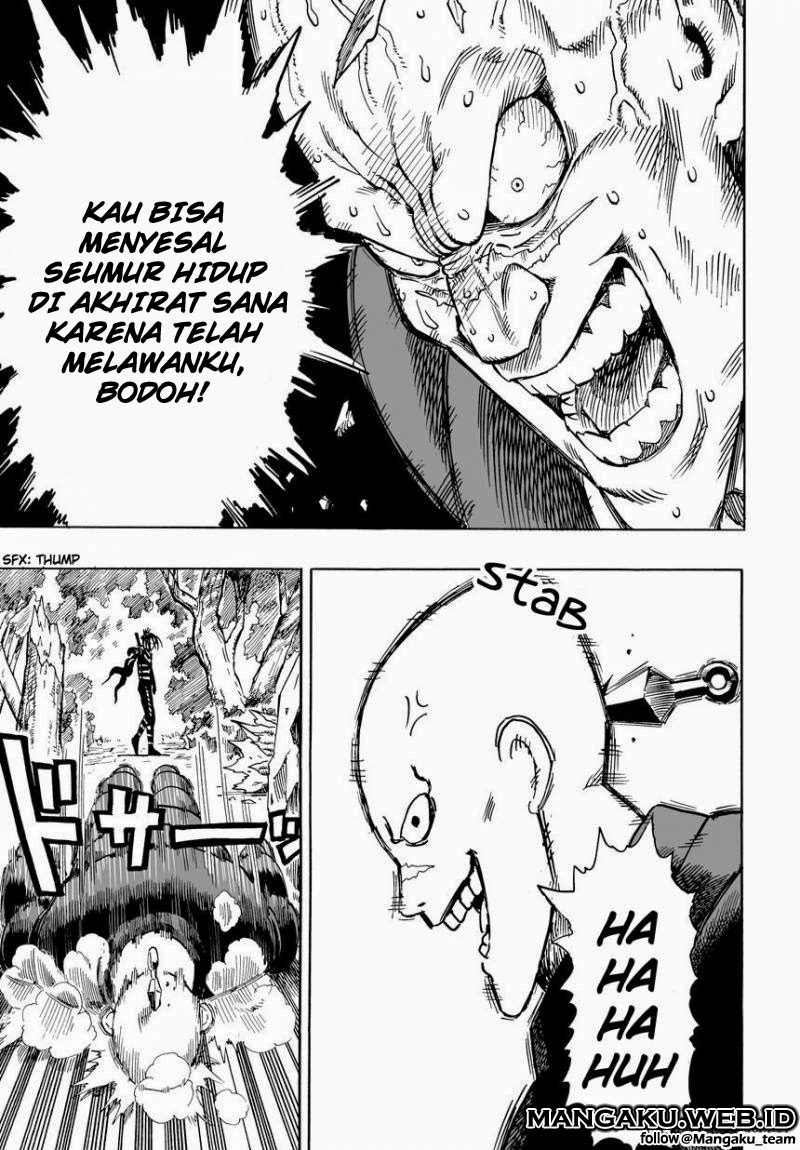 KAU BISA
MENYESAL
SEUMUR HIDUP
DI AKHIRAT SANA
KARENA TELAH
MELAWANKU,
BODOH!
SFX: THUMP
stab
HA
HA
HA
HUH
ドサーッ
MANGAKU.WEB.ID
follow @Mangaku_team